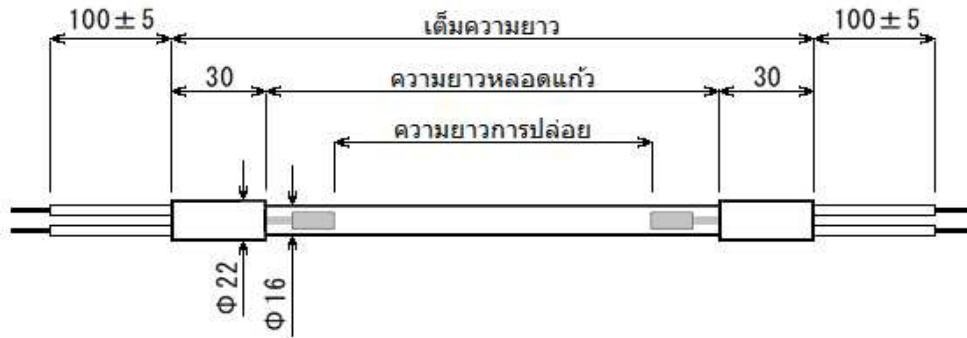 100±5
เต็มความยาว
100±5
30
ความยาวหลอดแก้ว
30
ความยาวการปล่อย
Φ22
Φ16